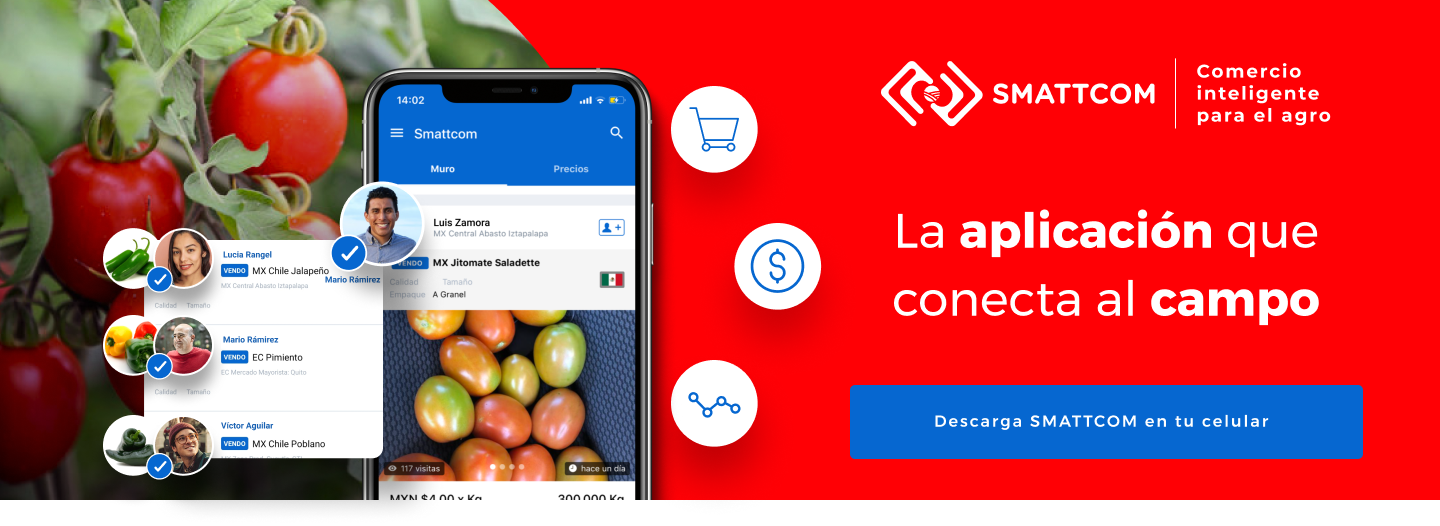 SMATTCOM
Comercio
inteligente
para el agro
La aplicación que
conecta al campo
Descarga SMATTCOM en tu celular
14:02
Smattcom
Muro
Precios
Luis Zamora
MX Central Abasto Iztapalapa
VENDO MX Jitomate Saladette
Calidad Tamaño
Empaque A Granel
117 visitas
hace un día
MXN $4.00 x Kg
300,000 Kg
Mario Rámirez
Lucia Rangel
VENDO MX Chile Jalapeño
MX Central Abasto Iztapalapa
Calidad Tamaño
Mario Rámirez
VENDO EC Pimiento
EC Mercado Mayorista: Quito
Calidad Tamaño
Víctor Aguilar
VENDO MX Chile Poblano